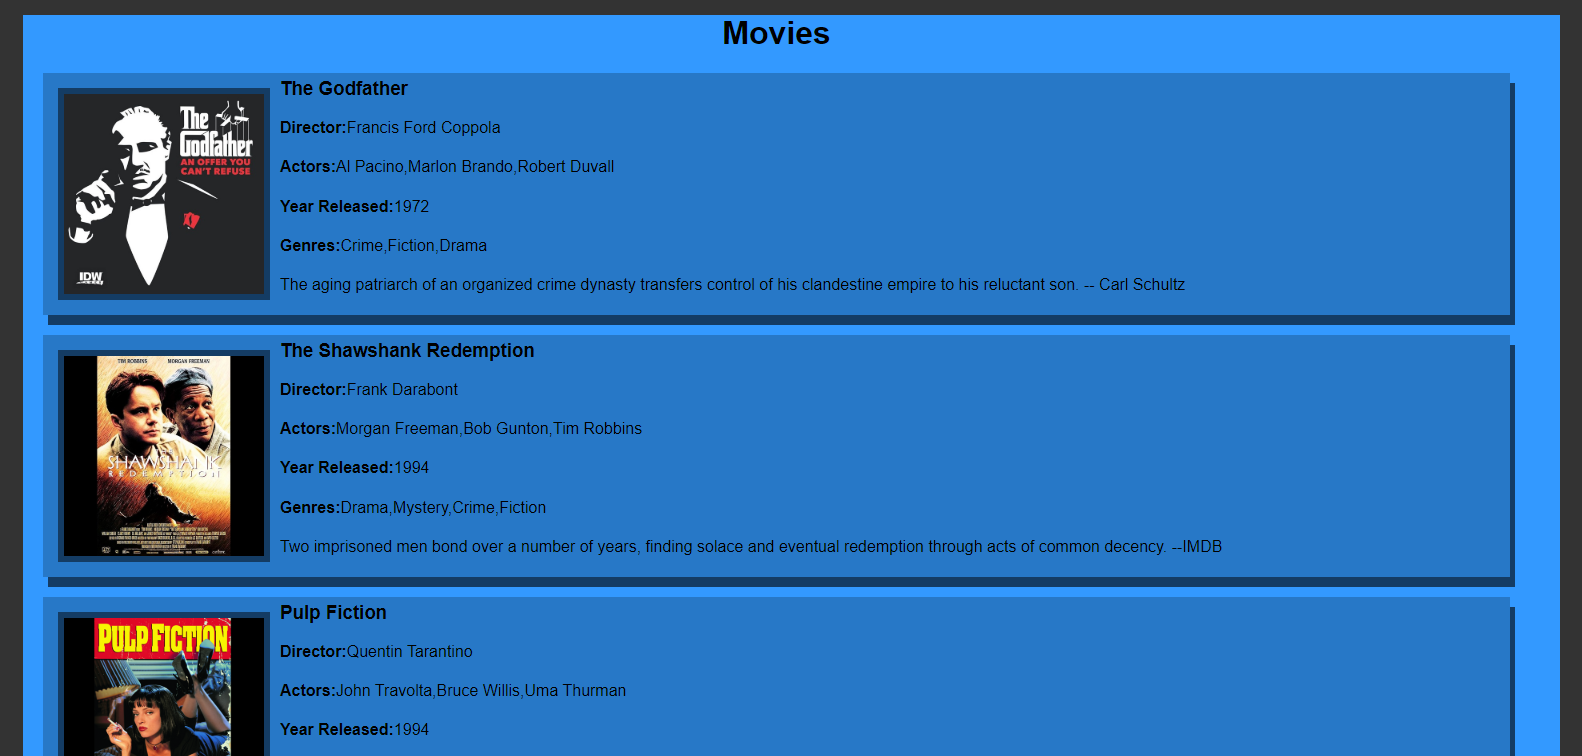 Movies
The Godfather
The
Godfather
AN OFFER YOU
CAN'T REFUSE
IDW
Director:Francis Ford Coppola
Actors:Al Pacino,Marlon Brando,Robert Duvall
Year Released:1972
Genres:Crime,Fiction,Drama
The aging patriarch of an organized crime dynasty transfers control of his clandestine empire to his reluctant son. -- Carl Schultz
The Shawshank Redemption
TIM ROBBINS MORGAN FREEMAN
SHAWSHANK
REDEMPTION
Director:Frank Darabont
Actors:Morgan Freeman,Bob Gunton,Tim Robbins
Year Released:1994
Genres:Drama,Mystery,Crime,Fiction
Two imprisoned men bond over a number of years, finding solace and eventual redemption through acts of common decency. --IMDB
Pulp Fiction
PULP FICTION
Director:Quentin Tarantino
Actors:John Travolta,Bruce Willis,Uma Thurman
Year Released:1994